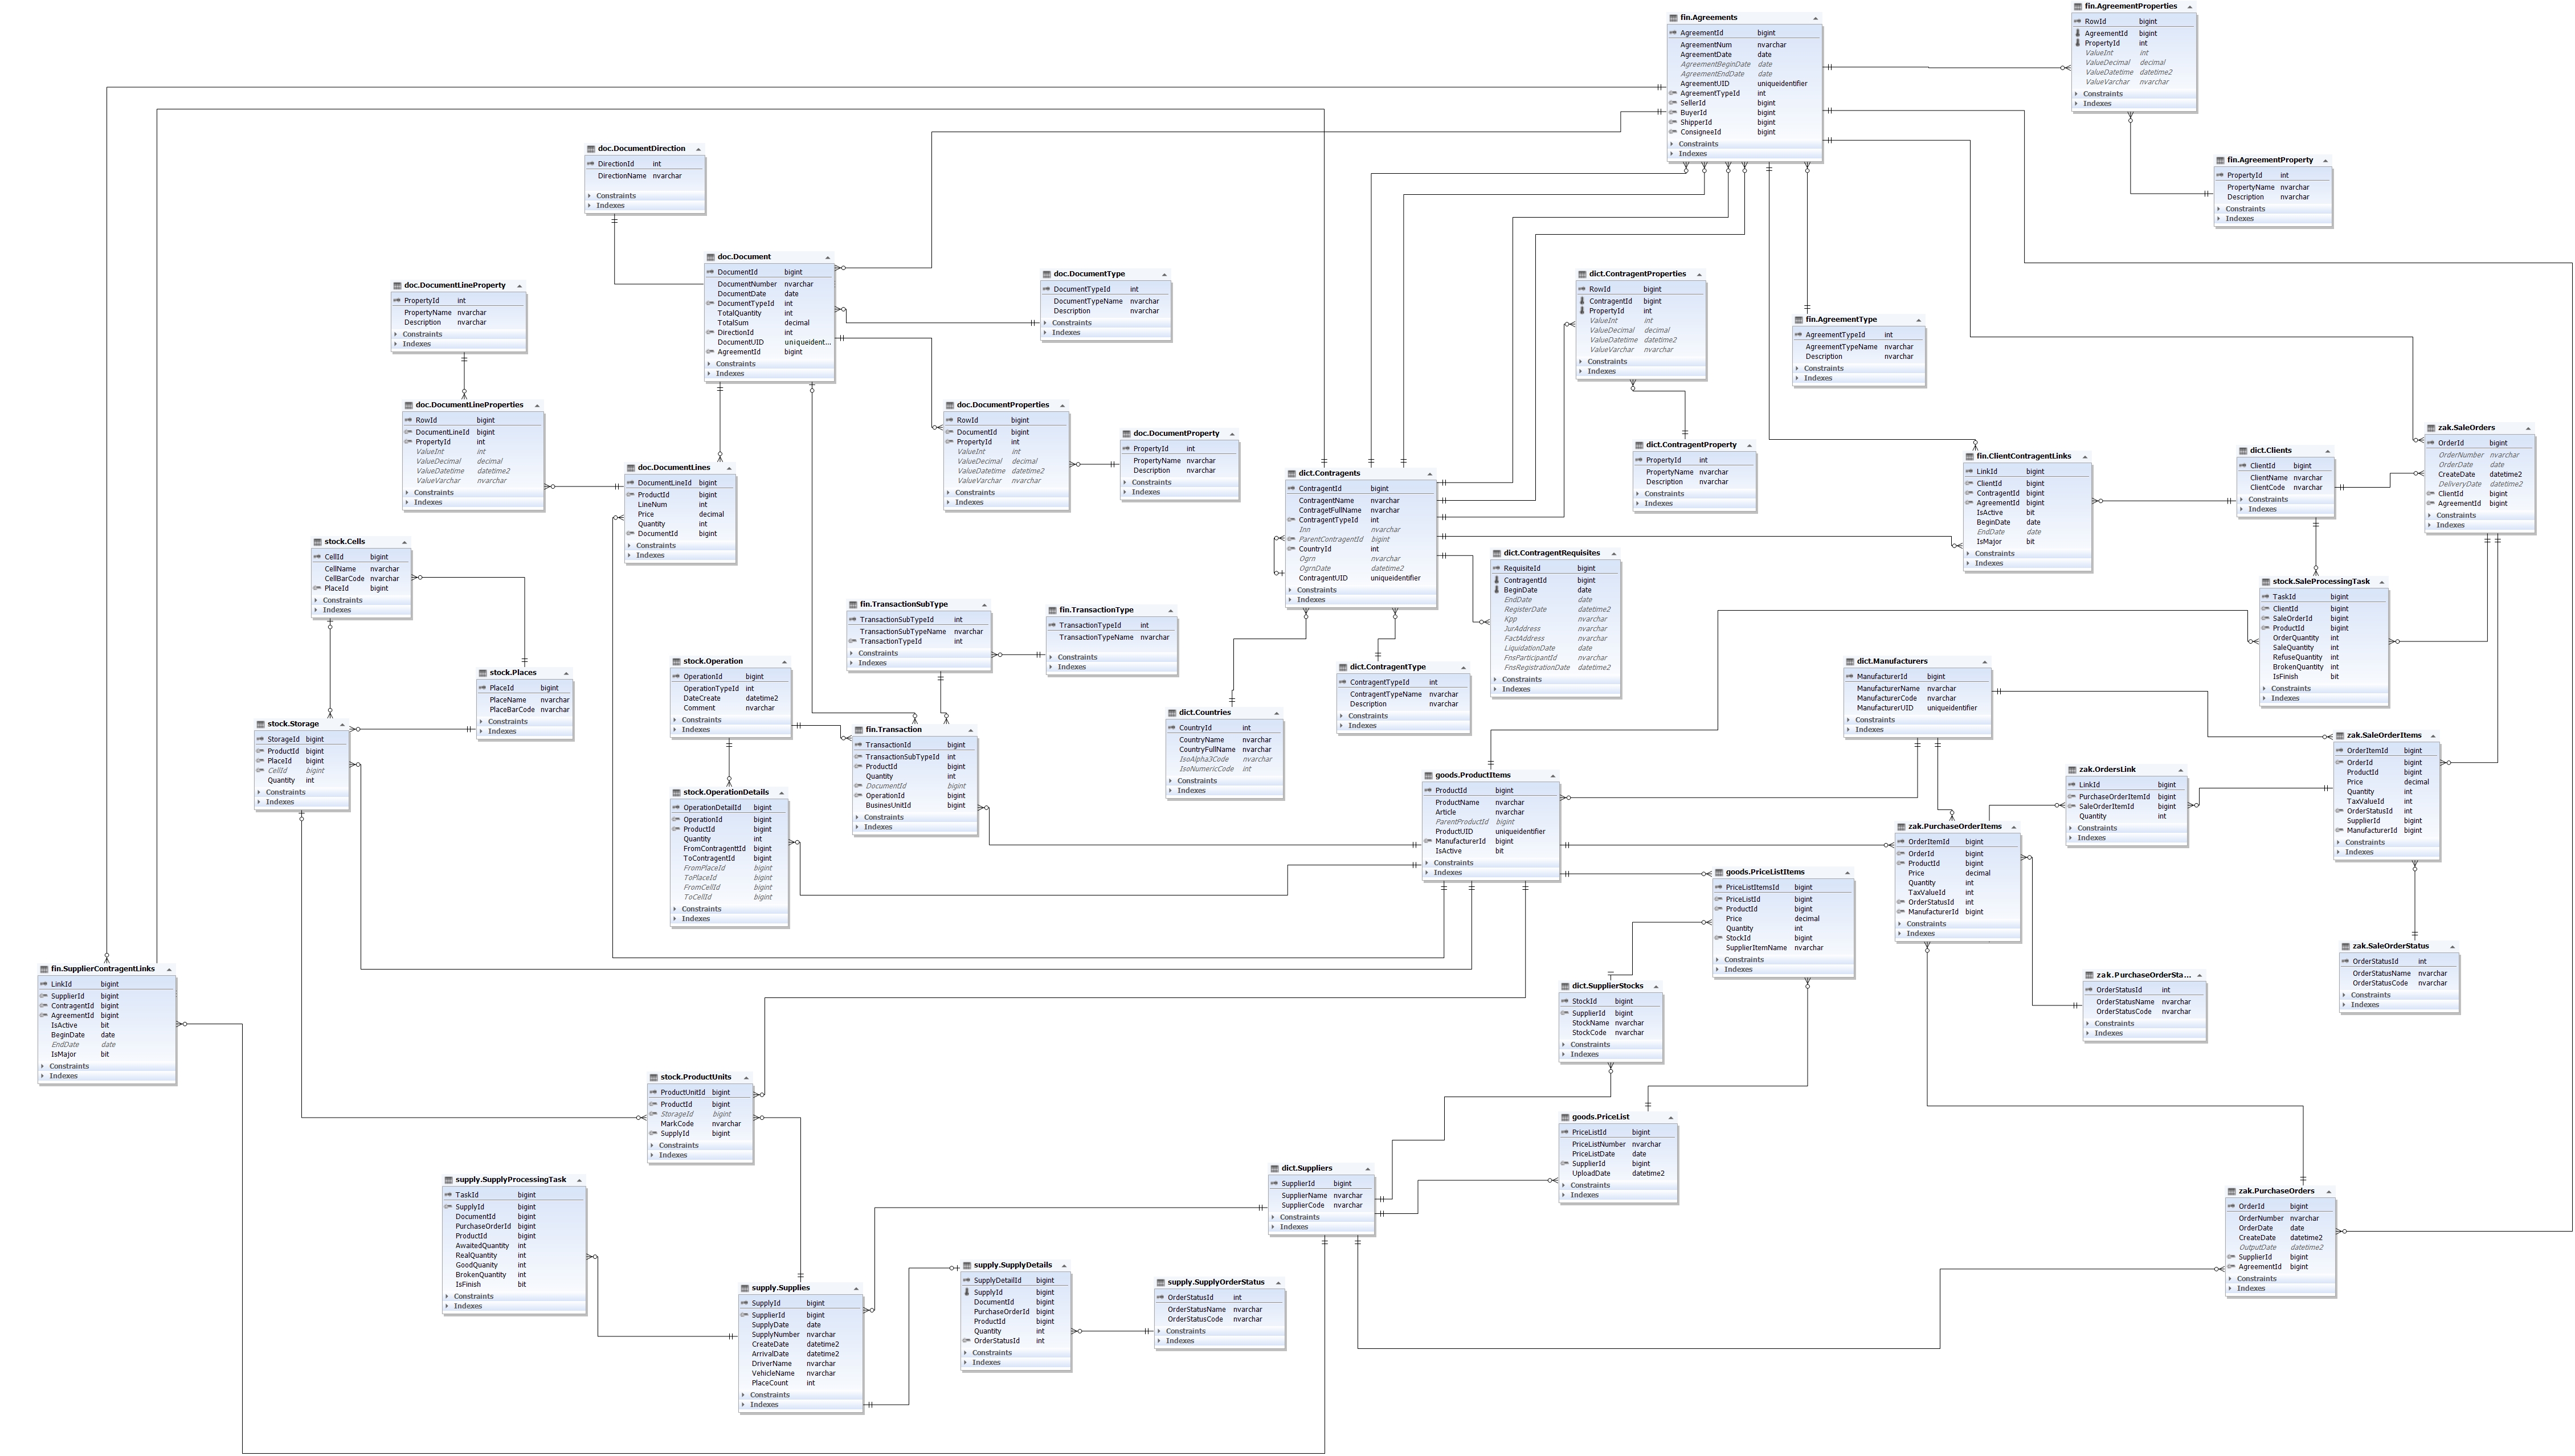 fin.Agreements
AgreementId bigint
AgreementNum nvarchar
AgreementDate date
AgreementBeginDate date
AgreementEndDate date
AgreementUID uniqueidentifier
AgreementTypeId int
SellerId bigint
BuyerId bigint
ShipperId bigint
ConsigneeId bigint
Constraints
Indexes
fin.AgreementProperties
RowId bigint
AgreementId bigint
PropertyId int
ValueInt int
ValueDecimal decimal
ValueDatetime datetime2
ValueVarchar nvarchar
Constraints
Indexes
fin.AgreementProperty
PropertyId int
PropertyName nvarchar
Description nvarchar
Constraints
Indexes
doc.DocumentDirection
DirectionId int
DirectionName nvarchar
Constraints
Indexes
doc.Document
DocumentId bigint
DocumentNumber nvarchar
DocumentDate date
DocumentTypeId int
TotalQuantity int
TotalSum decimal
DirectionId int
DocumentUID uniqueident...
AgreementId bigint
Constraints
Indexes
doc.DocumentType
DocumentTypeId int
DocumentTypeName nvarchar
Description nvarchar
Constraints
Indexes
doc.DocumentLineProperty
PropertyId int
PropertyName nvarchar
Description nvarchar
Constraints
Indexes
dict.ContragentProperties
RowId bigint
ContragentId bigint
PropertyId int
ValueInt int
ValueDecimal decimal
ValueDatetime datetime2
ValueVarchar nvarchar
Constraints
Indexes
fin.AgreementType
AgreementTypeId int
AgreementTypeName nvarchar
Description nvarchar
Constraints
Indexes
doc.DocumentLineProperties
RowId bigint
DocumentLineId bigint
PropertyId int
ValueInt int
ValueDecimal decimal
ValueDatetime datetime2
ValueVarchar nvarchar
Constraints
Indexes
doc.DocumentProperties
RowId bigint
DocumentId bigint
PropertyId int
ValueInt int
ValueDecimal decimal
ValueDatetime datetime2
ValueVarchar nvarchar
Constraints
Indexes
doc.DocumentProperty
PropertyId int
PropertyName nvarchar
Description nvarchar
Constraints
Indexes
doc.DocumentLines
DocumentLineId bigint
ProductId bigint
LineNum int
Price decimal
Quantity int
DocumentId bigint
Constraints
Indexes
dict.Contragents
ContragentId bigint
ContragentName nvarchar
ContragetFullName nvarchar
ContragentTypeId int
Inn nvarchar
ParentContragentId bigint
CountryId int
Ogrn nvarchar
OgrnDate datetime2
ContragentUID uniqueidentifier
Constraints
Indexes
dict.ContragentProperty
PropertyId int
PropertyName nvarchar
Description nvarchar
Constraints
Indexes
fin.ClientContragentLinks
LinkId bigint
ClientId bigint
ContragentId bigint
AgreementId bigint
IsActive bit
BeginDate date
EndDate date
IsMajor bit
Constraints
Indexes
dict.Clients
ClientId bigint
ClientName nvarchar
ClientCode nvarchar
Constraints
Indexes
zak.SaleOrders
OrderId bigint
OrderNumber nvarchar
OrderDate date
CreateDate datetime2
DeliveryDate datetime2
ClientId bigint
AgreementId bigint
Constraints
Indexes
stock.Cells
CellId bigint
CellName nvarchar
CellBarCode nvarchar
PlaceId bigint
Constraints
Indexes
dict.ContragentRequisites
RequisiteId bigint
ContragentId bigint
BeginDate date
EndDate date
RegisterDate datetime2
Kpp nvarchar
JurAddress nvarchar
FactAddress nvarchar
LiquidationDate date
FnsParticipantId nvarchar
FnsRegistrationDate datetime2
Constraints
Indexes
stock.SaleProcessingTask
TaskId bigint
ClientId bigint
SaleOrderId bigint
ProductId bigint
OrderQuantity int
SaleQuantity int
RefuseQuantity int
BrokenQuantity int
IsFinish bit
Constraints
Indexes
fin.TransactionSubType
TransactionSubTypeId int
TransactionSubTypeName nvarchar
TransactionTypeId int
Constraints
Indexes
fin.TransactionType
TransactionTypeId int
TransactionTypeName nvarchar
Constraints
Indexes
stock.Operation
OperationId bigint
OperationTypeId int
DateCreate datetime2
Comment nvarchar
Constraints
Indexes
stock.Places
PlaceId bigint
PlaceName nvarchar
PlaceBarCode nvarchar
Constraints
Indexes
dict.ContragentType
ContragentTypeId int
ContragentTypeName nvarchar
Description nvarchar
Constraints
Indexes
dict.Manufacturers
ManufacturerId bigint
ManufacturerName nvarchar
ManufacturerCode nvarchar
ManufacturerUID uniqueidentifier
Constraints
Indexes
stock.Storage
StorageId bigint
ProductId bigint
PlaceId bigint
CellId bigint
Quantity int
Constraints
Indexes
fin.Transaction
TransactionId bigint
TransactionSubTypeId int
ProductId bigint
Quantity int
DocumentId bigint
OperationId bigint
BusinesUnitId bigint
Constraints
Indexes
dict.Countries
CountryId int
CountryName nvarchar
CountryFullName nvarchar
IsoAlpha3Code nvarchar
IsoNumericCode int
Constraints
Indexes
zak.SaleOrderItems
OrderItemId bigint
OrderId bigint
ProductId bigint
Price decimal
Quantity int
TaxValueId int
OrderStatusId int
SupplierId bigint
ManufacturerId bigint
Constraints
Indexes
stock.OperationDetails
OperationDetailId bigint
OperationId bigint
ProductId bigint
Quantity int
FromContragenttId bigint
ToContragentId bigint
FromPlaceId bigint
ToPlaceId bigint
FromCellId bigint
ToCellId bigint
Constraints
Indexes
goods.ProductItems
ProductId bigint
ProductName nvarchar
Article nvarchar
ParentProductId bigint
ProductUID uniqueidentifier
ManufacturerId bigint
IsActive bit
Constraints
Indexes
zak.OrdersLink
LinkId bigint
PurchaseOrderItemId bigint
SaleOrderItemId bigint
Quantity int
Constraints
Indexes
zak.PurchaseOrderItems
OrderItemId bigint
OrderId bigint
ProductId bigint
Price decimal
Quantity int
TaxValueId int
OrderStatusId int
ManufacturerId bigint
Constraints
Indexes
goods.PriceListItems
PriceListItemsId bigint
PriceListId bigint
ProductId bigint
Price decimal
Quantity int
StockId bigint
SupplierItemName nvarchar
Constraints
Indexes
zak.SaleOrderStatus
OrderStatusId int
OrderStatusName nvarchar
OrderStatusCode nvarchar
Constraints
Indexes
fin.SupplierContragentLinks
LinkId bigint
SupplierId bigint
ContragentId bigint
AgreementId bigint
IsActive bit
BeginDate date
EndDate date
IsMajor bit
Constraints
Indexes
zak.PurchaseOrderSta...
OrderStatusId int
OrderStatusName nvarchar
OrderStatusCode nvarchar
Constraints
Indexes
dict.SupplierStocks
StockId bigint
SupplierId bigint
StockName nvarchar
StockCode nvarchar
Constraints
Indexes
stock.ProductUnits
ProductUnitId bigint
ProductId bigint
StorageId bigint
MarkCode nvarchar
SupplyId bigint
Constraints
Indexes
goods.PriceList
PriceListId bigint
PriceListNumber nvarchar
PriceListDate date
SupplierId bigint
UploadDate datetime2
Constraints
Indexes
supply.SupplyProcessingTask
TaskId bigint
SupplyId bigint
DocumentId bigint
PurchaseOrderId bigint
ProductId bigint
AwaitedQuantity int
RealQuantity int
GoodQuanity int
BrokenQuantity int
IsFinish bit
Constraints
Indexes
dict.Suppliers
SupplierId bigint
SupplierName nvarchar
SupplierCode nvarchar
Constraints
Indexes
zak.PurchaseOrders
OrderId bigint
OrderNumber nvarchar
OrderDate date
CreateDate datetime2
OutputDate datetime2
SupplierId bigint
AgreementId bigint
Constraints
Indexes
supply.Supplies
SupplyId bigint
SupplierId bigint
SupplyDate date
SupplyNumber nvarchar
CreateDate datetime2
ArrivalDate datetime2
DriverName nvarchar
VehicleName nvarchar
PlaceCount int
Constraints
Indexes
supply.SupplyDetails
SupplyDetailId bigint
SupplyId bigint
DocumentId bigint
PurchaseOrderId bigint
ProductId bigint
Quantity int
OrderStatusId int
Constraints
Indexes
supply.SupplyOrderStatus
OrderStatusId int
OrderStatusName nvarchar
OrderStatusCode nvarchar
Constraints
Indexes